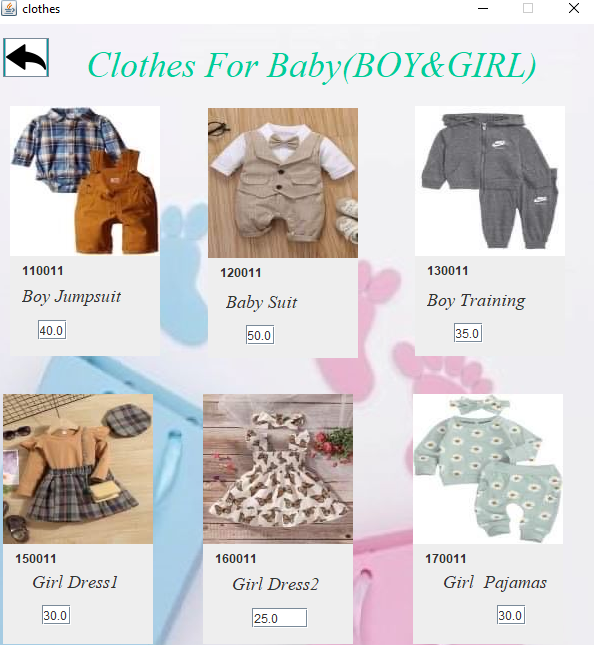 clothes
Clothes For Baby(BOY&GIRL)
110011
Boy Jumpsuit
40.0
120011
Baby Suit
50.0
130011
Boy Training
35.0
150011
Girl Dress1
30.0
160011
Girl Dress2
25.0
170011
Girl Pajamas
30.0